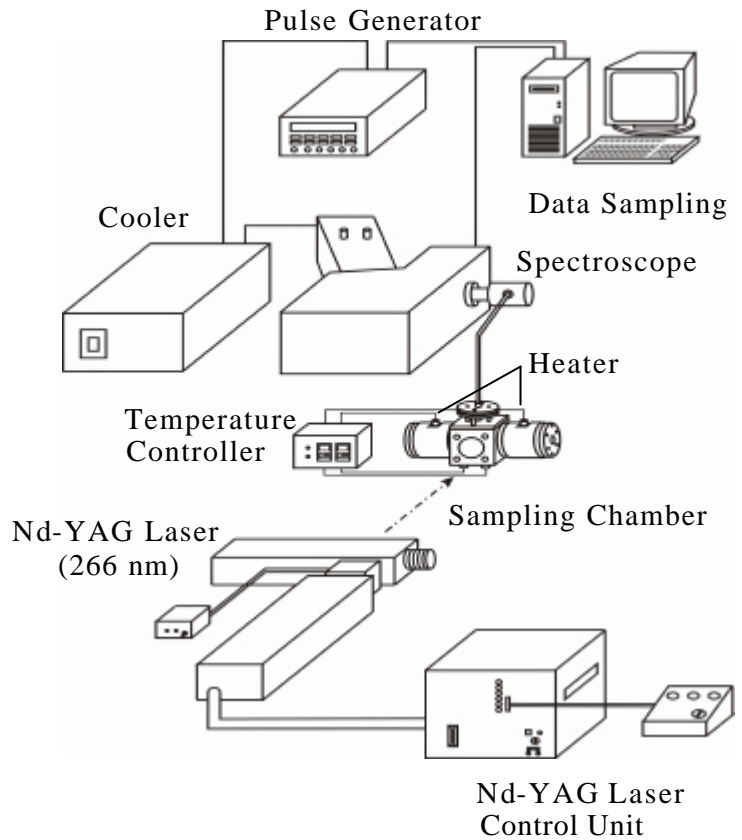 Pulse Generator
Cooler
Data Sampling
Spectroscope
Heater
Temperature
Controller
Sampling Chamber
Nd-YAG Laser
(266 nm)
Nd-YAG Laser
Control Unit